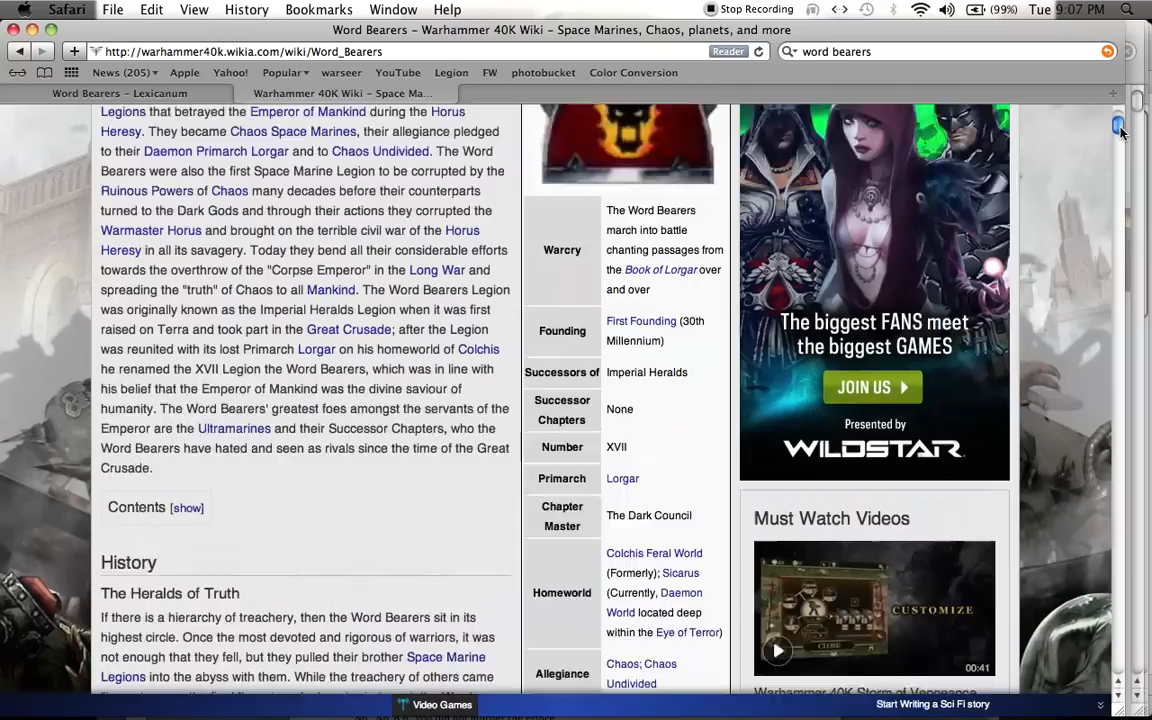 Safari File Edit View History Bookmarks Window Help Stop Recording (99%) Tue 9:07 PM
Word Bearers – Warhammer 40K Wiki – Space Marines, Chaos, planets, and more
http://warhammer40k.wikia.com/wiki/Word_Bearers Reader word bearers
News (205) Apple Yahoo! Popular warseer YouTube Legion FW photobucket Color Conversion
Word Bearers – Lexicanum Warhammer 40K Wiki – Space Ma...
Legions that betrayed the Emperor of Mankind during the Horus
Heresy. They became Chaos Space Marines, their allegiance pledged
to their Daemon Primarch Lorgar and to Chaos Undivided. The Word
Bearers were also the first Space Marine Legion to be corrupted by the
Ruinous Powers of Chaos many decades before their counterparts
turned to the Dark Gods and through their actions they corrupted the
Warmaster Horus and brought on the terrible civil war of the Horus
Heresy in all its savagery. Today they bend all their considerable efforts
towards the overthrow of the "Corpse Emperor" in the Long War and
spreading the "truth" of Chaos to all Mankind. The Word Bearers Legion
was originally known as the Imperial Heralds Legion when it was first
raised on Terra and took part in the Great Crusade; after the Legion
was reunited with its lost Primarch Lorgar on his homeworld of Colchis
he renamed the XVII Legion the Word Bearers, which was in line with
his belief that the Emperor of Mankind was the divine saviour of
humanity. The Word Bearers' greatest foes amongst the servants of the
Emperor are the Ultramarines and their Successor Chapters, who the
Word Bearers have hated and seen as rivals since the time of the Great
Crusade.
Contents [show]
History
The Heralds of Truth
If there is a hierarchy of treachery, then the Word Bearers sit in its
highest circle. Once the most devoted and rigorous of warriors, it was
not enough that they fell, but they pulled their brother Space Marine
Legions into the abyss with them. While the treachery of others came
Warcry
The Word Bearers
march into battle
chanting passages from
the Book of Lorgar over
and over
Founding
First Founding (30th
Millennium)
Successors of
Imperial Heralds
Successor
Chapters
None
Number
XVII
Primarch
Lorgar
Chapter
Master
The Dark Council
Homeworld
Colchis Feral World
(Formerly); Sicarus
(Currently, Daemon
World located deep
within the Eye of Terror)
Allegiance
Chaos; Chaos
Undivided
The biggest FANS meet
the biggest GAMES
JOIN US
Presented by
WILDSTAR
Must Watch Videos
CUSTOMIZE
CLOSE
00:41
Warhammer 40K Storm of Vengeance
Video Games
Start Writing a Sci Fi story